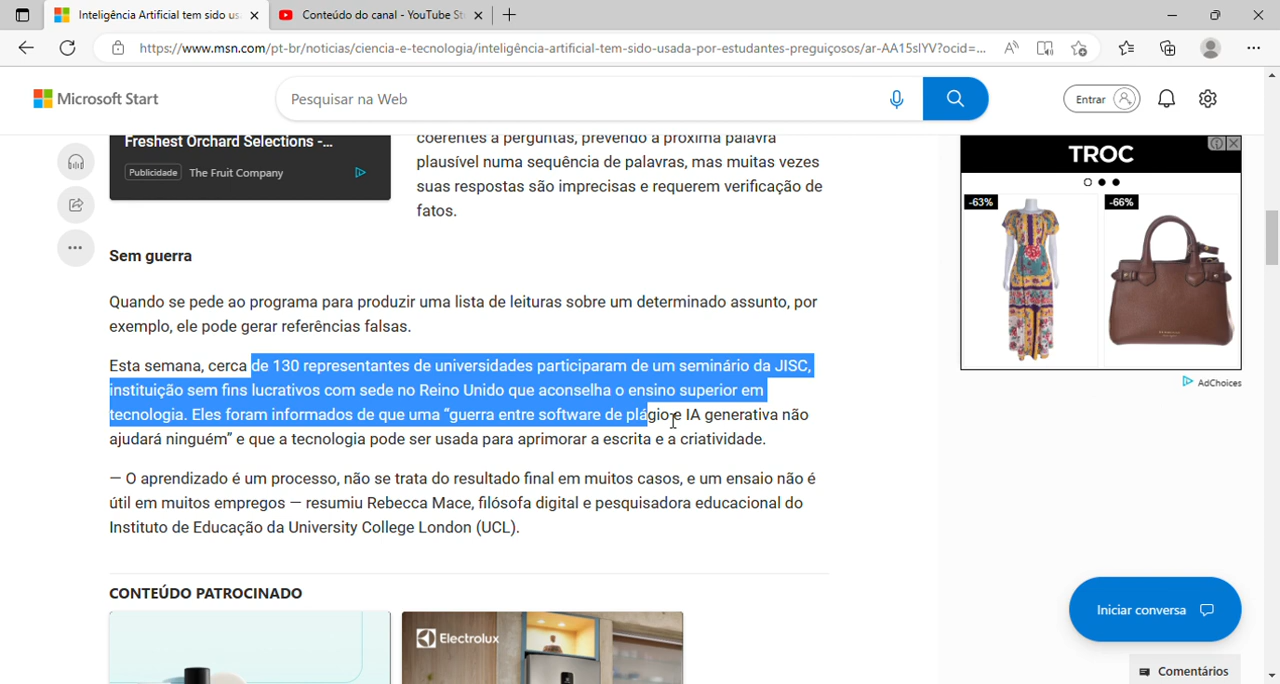 Inteligência Artificial tem sido us
Conteúdo do canal - YouTube St
https://www.msn.com/pt-br/noticias/ciencia-e-tecnologia/inteligência-artificial-tem-sido-usada-por-estudantes-preguiçosos/ar-AA15slYV?ocid=...
Microsoft Start
Pesquisar na Web
Entrar
Freshest Orchard Selections -...
Publicidade The Fruit Company
coerentes a perguntas, prevendo a próxima palavra
plausível numa sequência de palavras, mas muitas vezes
suas respostas são imprecisas e requerem verificação de
fatos.
Sem guerra
Quando se pede ao programa para produzir uma lista de leituras sobre um determinado assunto, por
exemplo, ele pode gerar referências falsas.
Esta semana, cerca de 130 representantes de universidades participaram de um seminário da JISC,
instituição sem fins lucrativos com sede no Reino Unido que aconselha o ensino superior em
tecnologia. Eles foram informados de que uma “guerra entre software de plágio e IA generativa não
ajudará ninguém” e que a tecnologia pode ser usada para aprimorar a escrita e a criatividade.
— O aprendizado é um processo, não se trata do resultado final em muitos casos, e um ensaio não é
útil em muitos empregos — resumiu Rebecca Mace, filósofa digital e pesquisadora educacional do
Instituto de Educação da University College London (UCL).
CONTEÚDO PATROCINADO
Electrolux
TROC
-63%
-66%
AdChoices
Iniciar conversa
Comentários